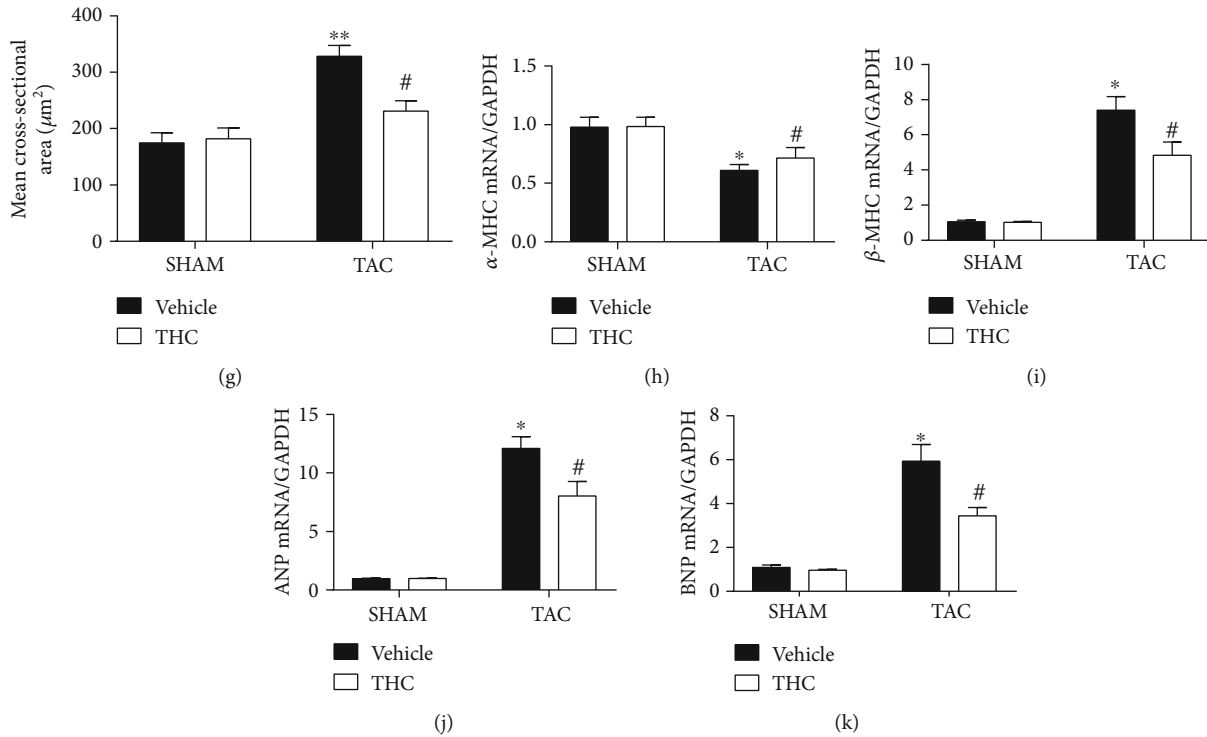 Mean cross-sectional
area (μm²)
400
300
200
100
0
**
#
SHAM
TAC
Vehicle
THC
(g)
α-MHC mRNA/GAPDH
1.5
1.0
0.5
0.0
*
#
SHAM
TAC
Vehicle
THC
(h)
β-MHC mRNA/GAPDH
10
8
6
4
2
0
*
#
SHAM
TAC
Vehicle
THC
(i)
ANP mRNA/GAPDH
15
10
5
0
*
#
SHAM
TAC
Vehicle
THC
(j)
BNP mRNA/GAPDH
8
6
4
2
0
*
#
SHAM
TAC
Vehicle
THC
(k)